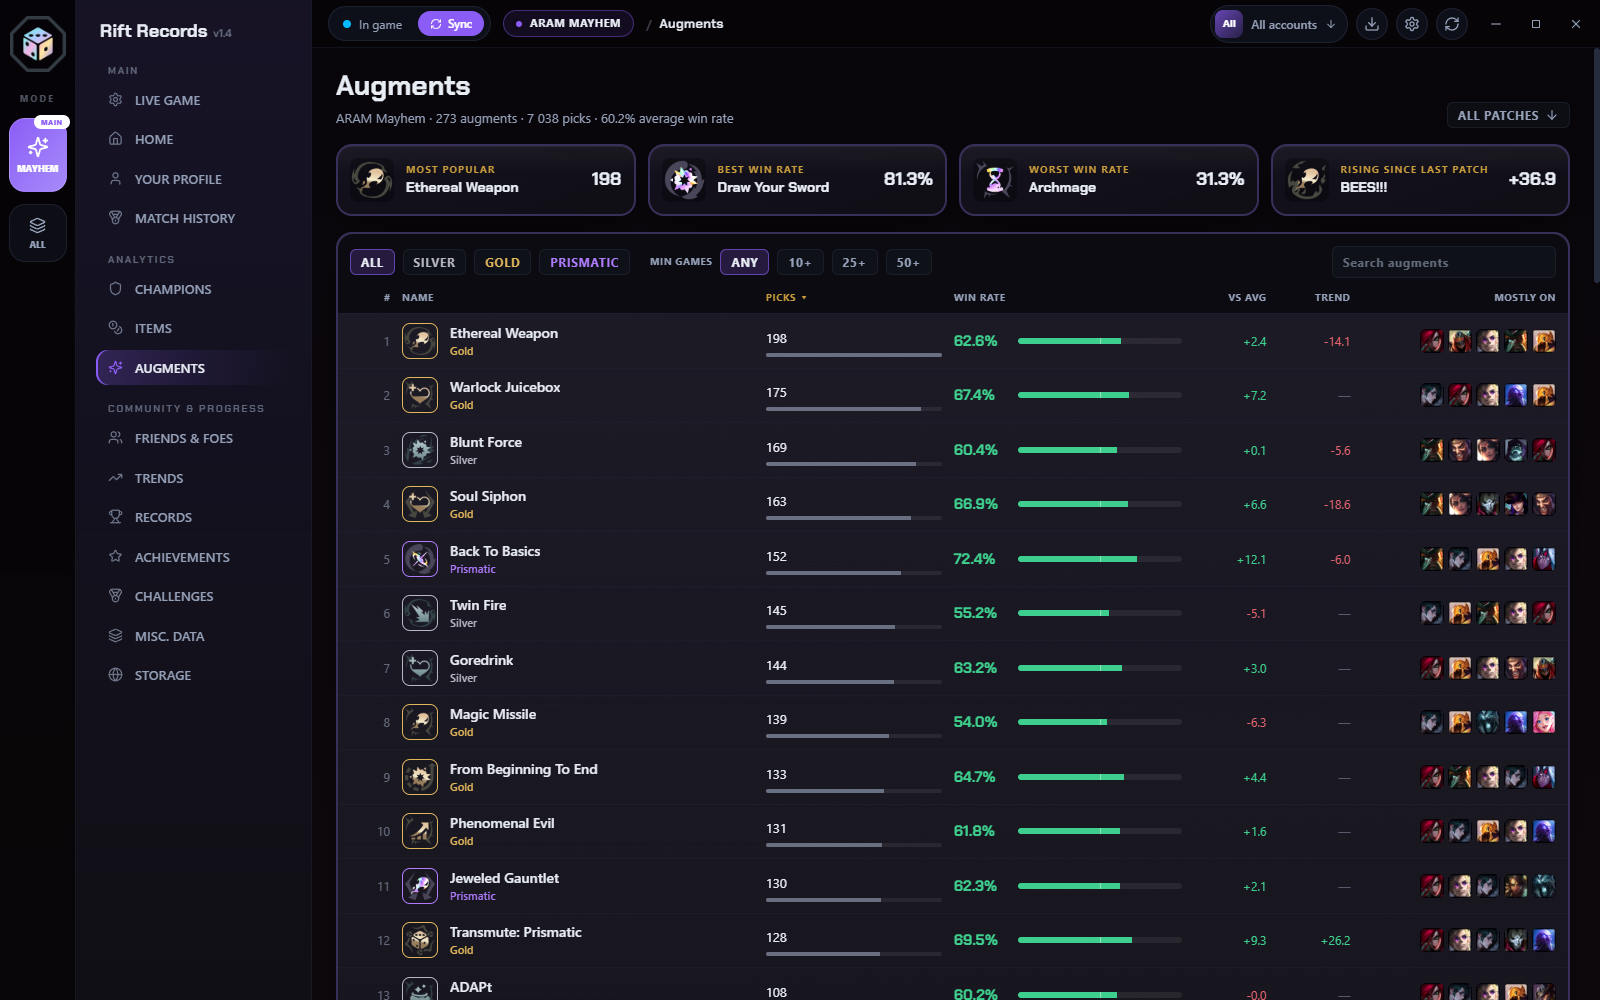 Rift Records v1.4
MODE
MAIN
MAYHEM
ALL
MAIN
LIVE GAME
HOME
YOUR PROFILE
MATCH HISTORY
ANALYTICS
CHAMPIONS
ITEMS
AUGMENTS
COMMUNITY & PROGRESS
FRIENDS & FOES
TRENDS
RECORDS
ACHIEVEMENTS
CHALLENGES
MISC. DATA
STORAGE
In game Sync ARAM MAYHEM / Augments
All All accounts
Augments
ARAM Mayhem · 273 augments · 7 038 picks · 60.2% average win rate
ALL PATCHES
MOST POPULAR
Ethereal Weapon 198
BEST WIN RATE
Draw Your Sword 81.3%
WORST WIN RATE
Archmage 31.3%
RISING SINCE LAST PATCH
BEES!!! +36.9
ALL SILVER GOLD PRISMATIC MIN GAMES ANY 10+ 25+ 50+ Search augments
# NAME PICKS WIN RATE VS AVG TREND MOSTLY ON
1 Ethereal Weapon 198 62.6% +2.4 -14.1
Gold
2 Warlock Juicebox 175 67.4% +7.2 —
Gold
3 Blunt Force 169 60.4% +0.1 -5.6
Silver
4 Soul Siphon 163 66.9% +6.6 -18.6
Gold
5 Back To Basics 152 72.4% +12.1 -6.0
Prismatic
6 Twin Fire 145 55.2% -5.1 —
Silver
7 Goredrink 144 63.2% +3.0 —
Silver
8 Magic Missile 139 54.0% -6.3 —
Gold
9 From Beginning To End 133 64.7% +4.4 —
Gold
10 Phenomenal Evil 131 61.8% +1.6 —
Gold
11 Jeweled Gauntlet 130 62.3% +2.1 —
Prismatic
12 Transmute: Prismatic 128 69.5% +9.3 +26.2
Gold
13 ADAPt 108 60.2% -0.0 —